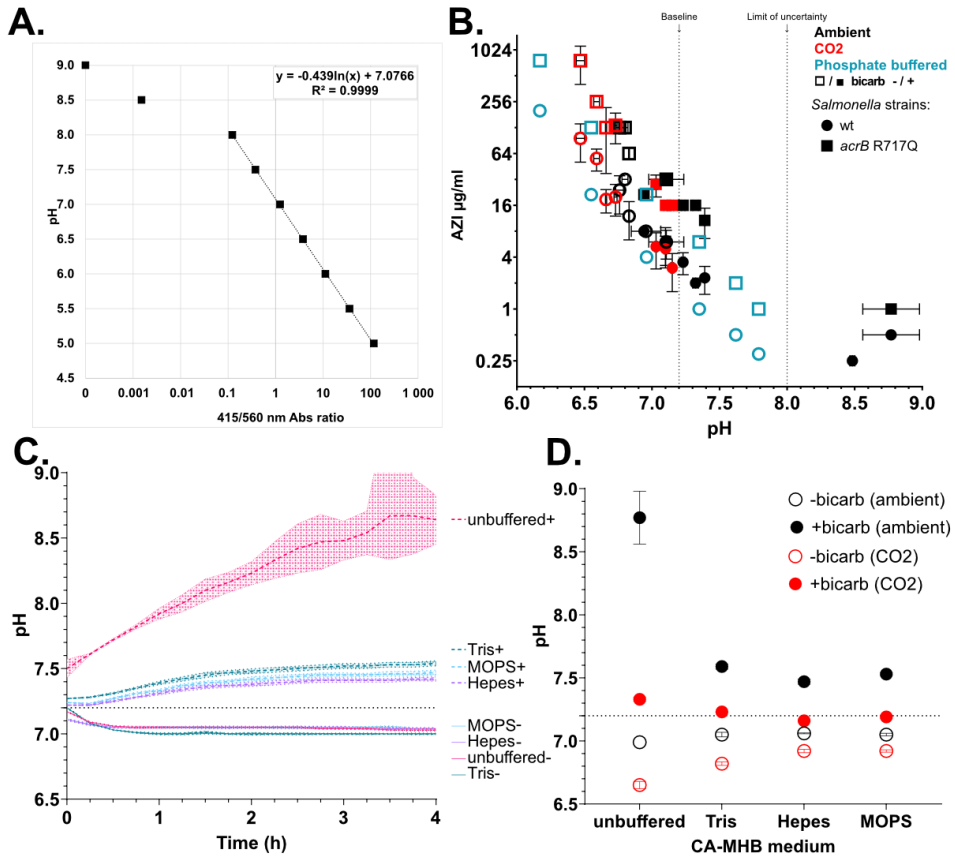 A.
y = -0.439ln(x) + 7.0766
R² = 0.9999
9.0
8.5
8.0
7.5
7.0
6.5
6.0
5.5
5.0
4.5
pH
0
0.001
0.01
0.1
1
10
100
1 000
415/560 nm Abs ratio
B.
Baseline
Limit of uncertainty
Ambient
CO2
Phosphate buffered
/ bicarb - / +
Salmonella strains:
wt
acrB R717Q
1024
256
64
16
4
1
0.25
AZI µg/ml
6.0
6.5
7.0
7.5
8.0
8.5
9.0
pH
C.
9.0
8.5
8.0
7.5
7.0
6.5
pH
unbuffered+
Tris+
MOPS+
Hepes+
MOPS-
Hepes-
unbuffered-
Tris-
0
1
2
3
4
Time (h)
D.
9.0
8.5
8.0
7.5
7.0
6.5
pH
-bicarb (ambient)
+bicarb (ambient)
-bicarb (CO2)
+bicarb (CO2)
unbuffered
Tris
Hepes
MOPS
CA-MHB medium